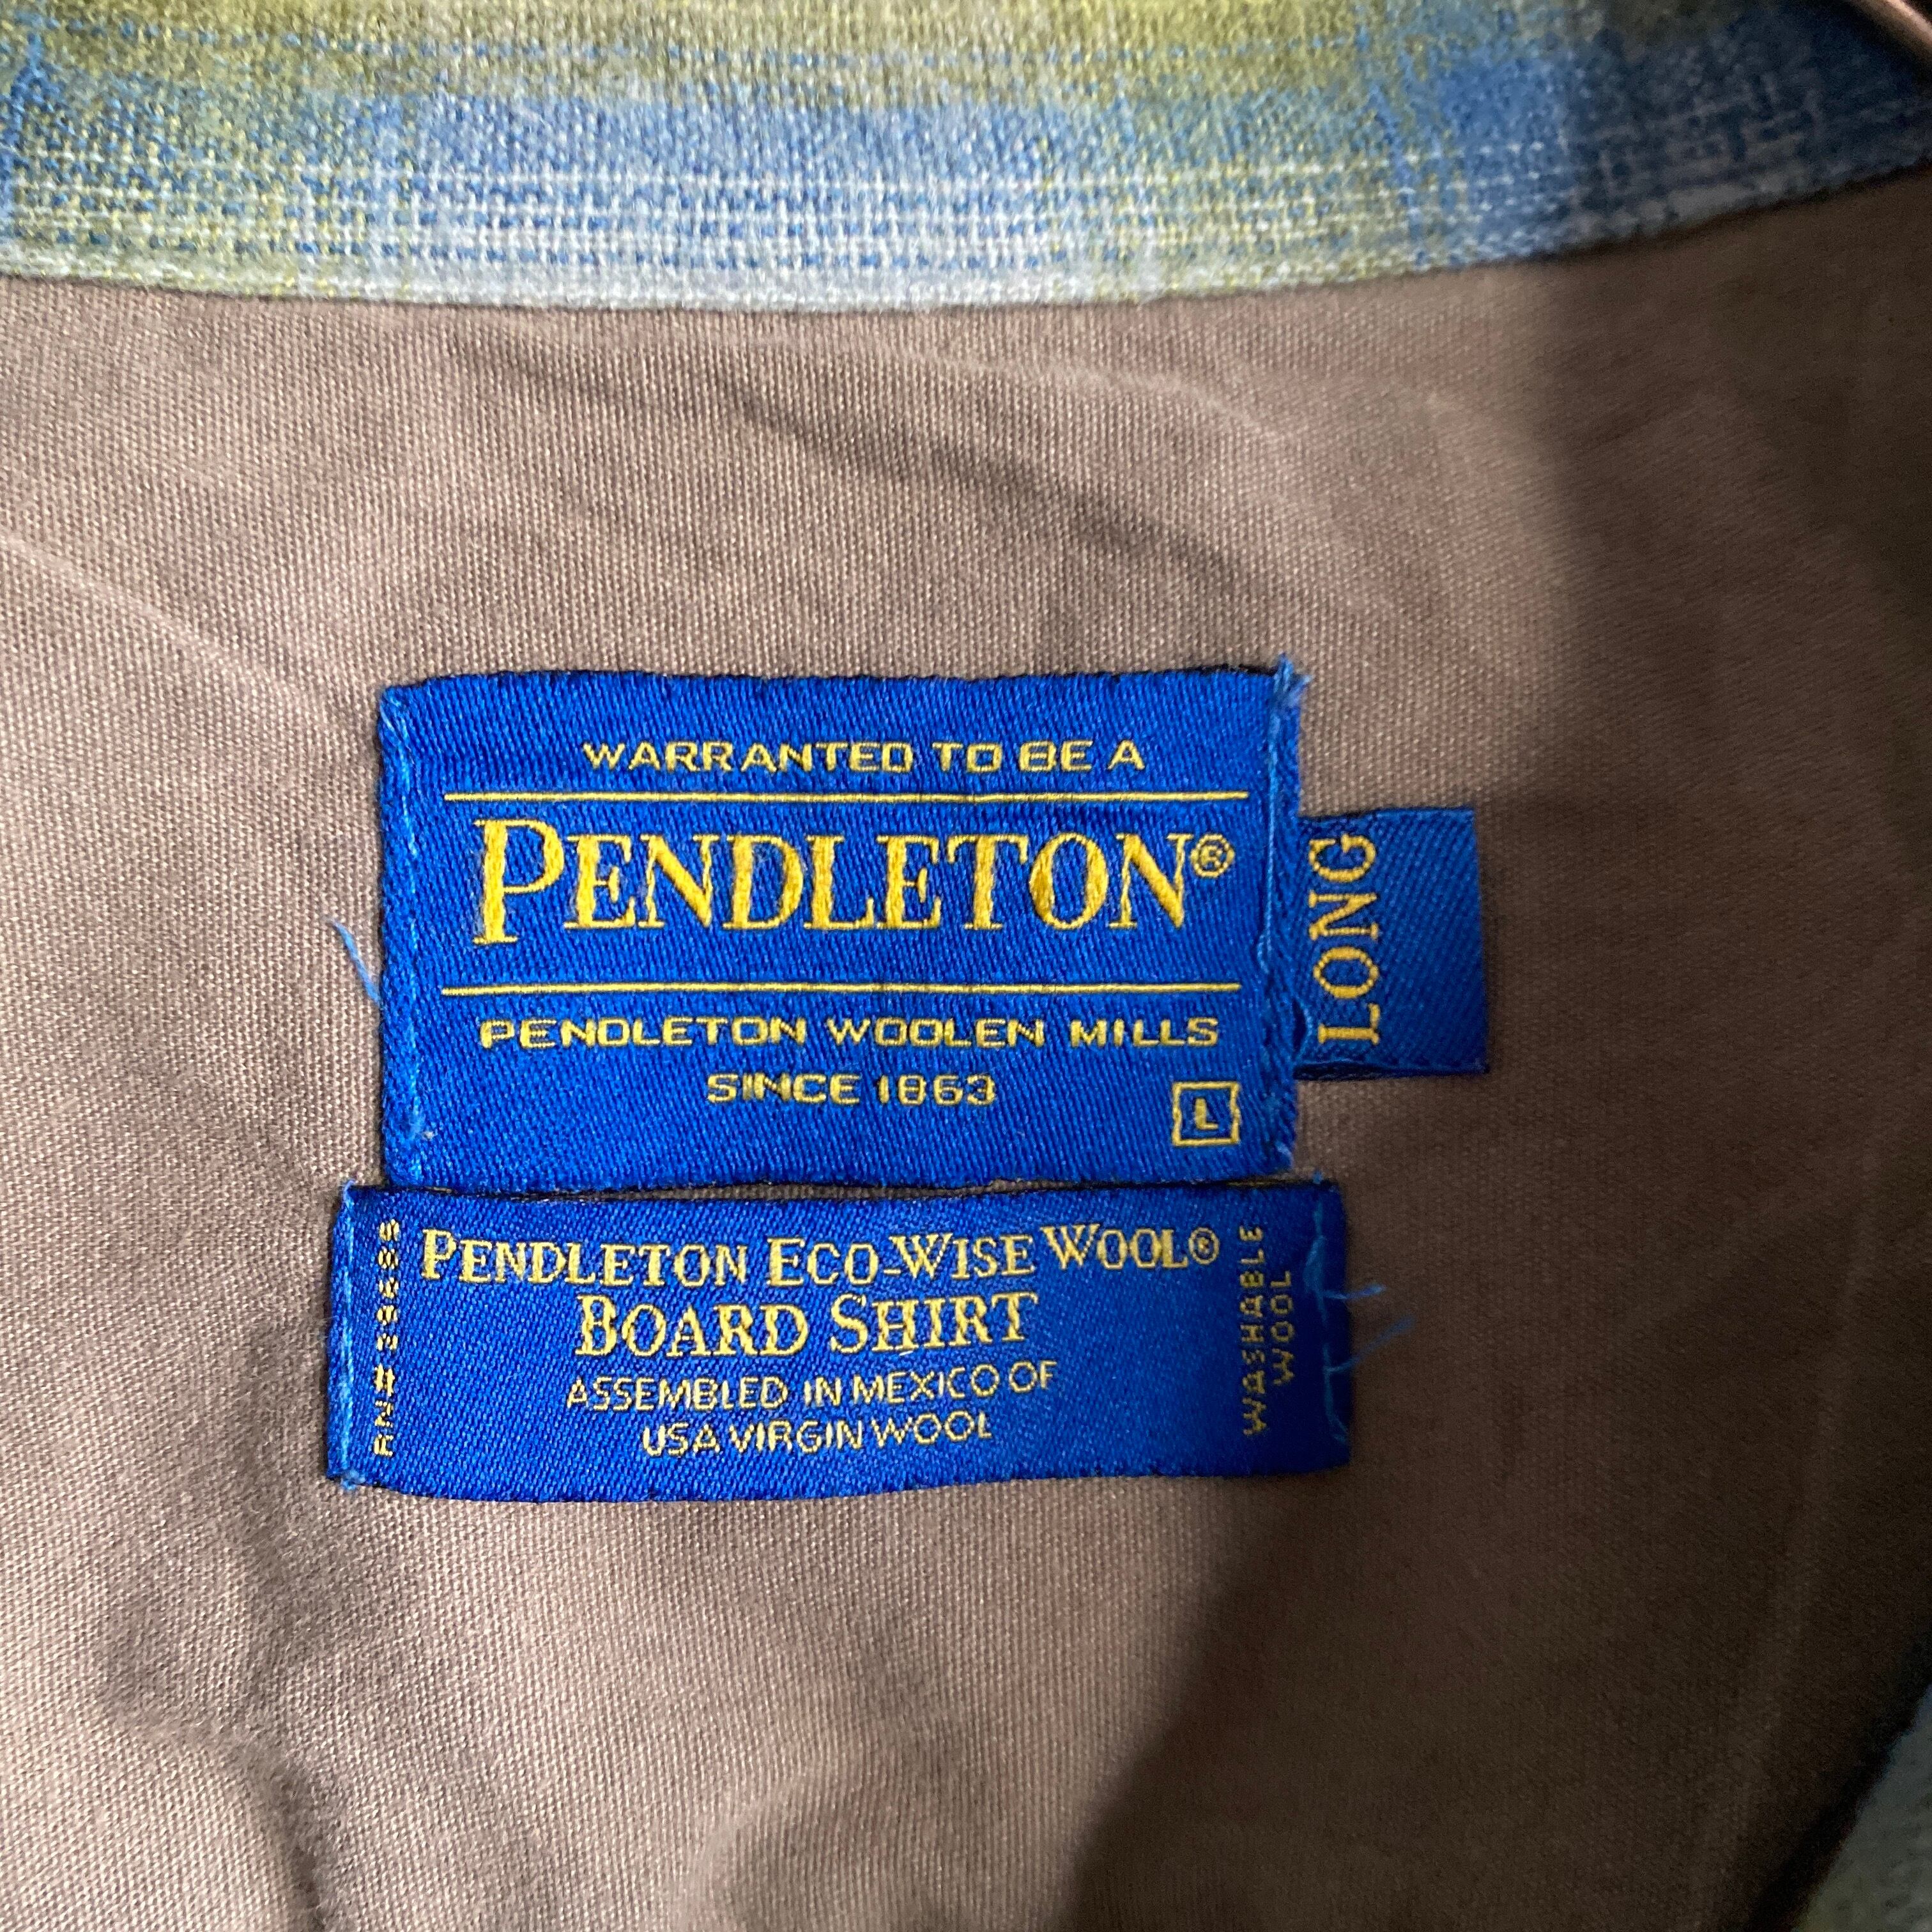 WARRANTED TO BE A
PENDLETON®
PENDLETON WOOLEN MILLS
SINCE 1863
L
LONG
PENDLETON ECO-WISE WOOL®
BOARD SHIRT
ASSEMBLED IN MEXICO OF
USA VIRGIN WOOL
WASHABLE
WOOL
RN#